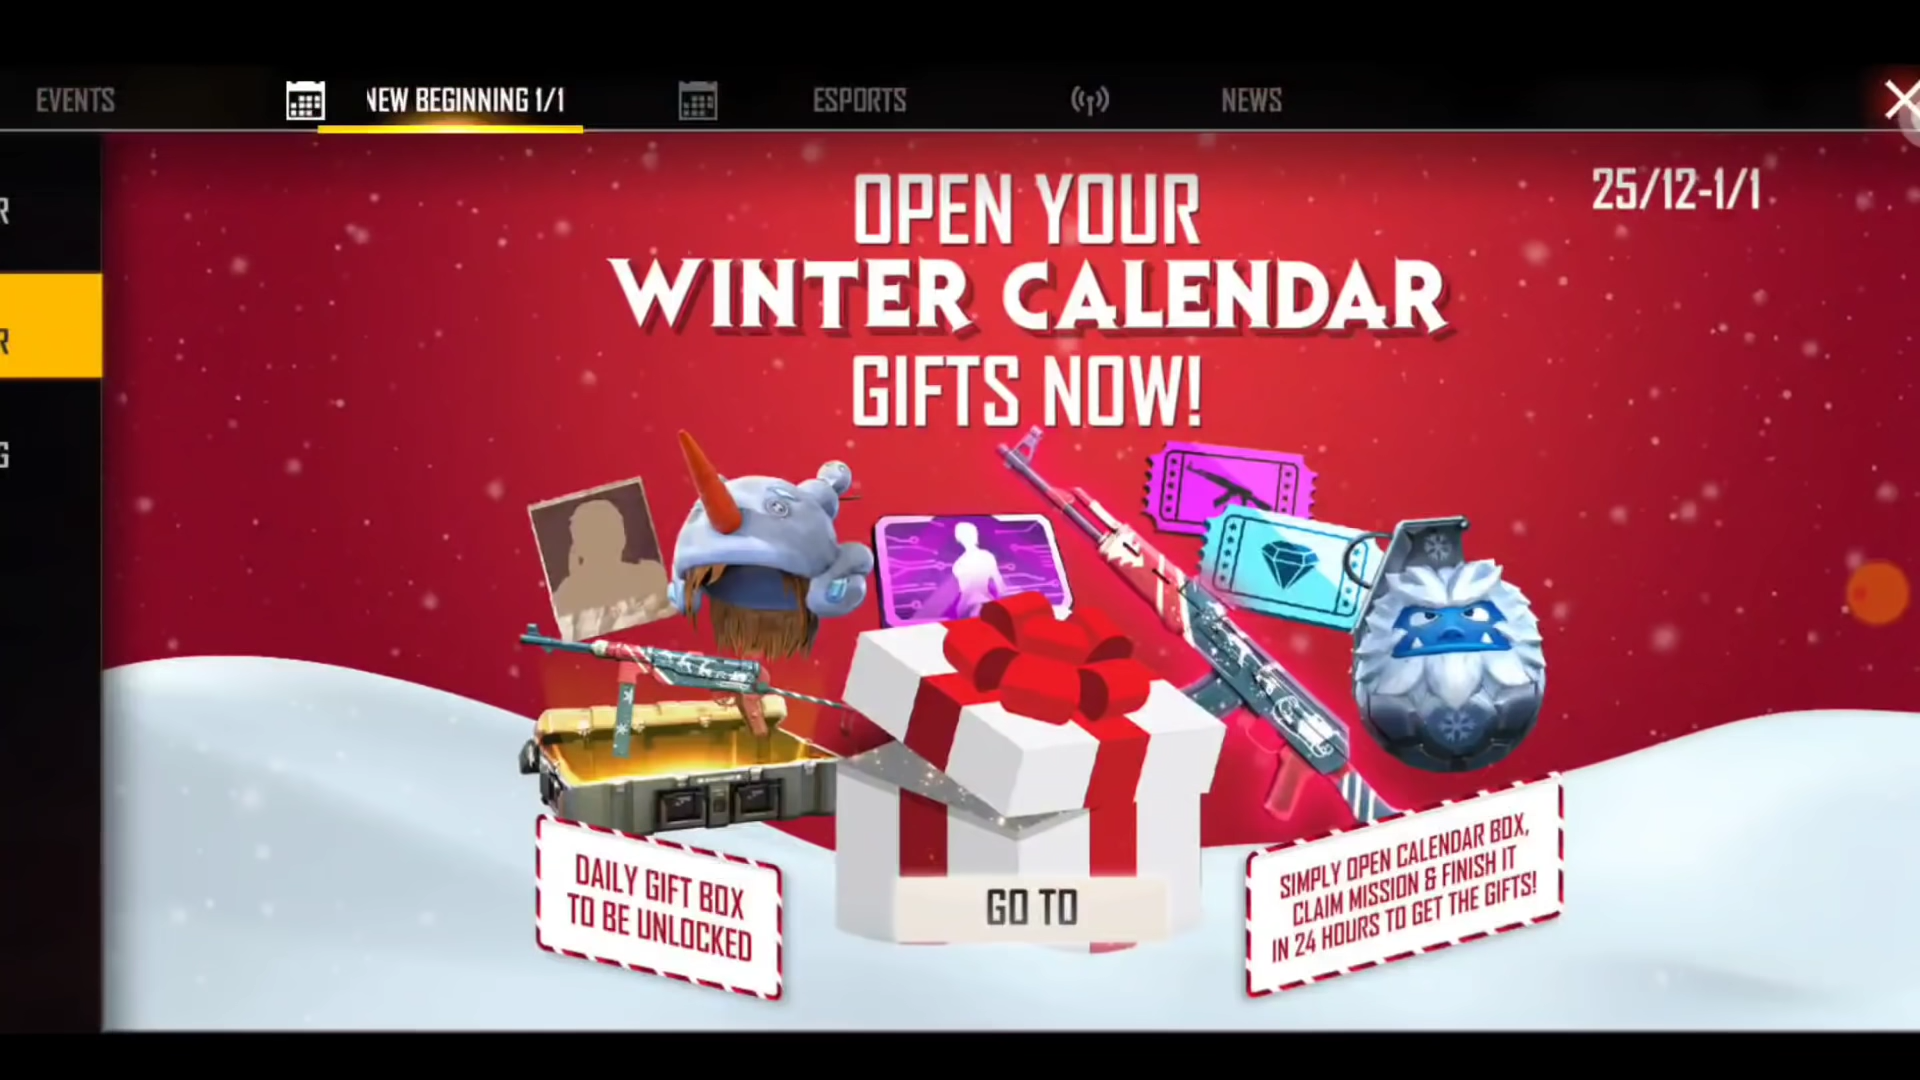 EVENTS
NEW BEGINNING 1/1
ESPORTS
NEWS
R
R
G
25/12-1/1
OPEN YOUR
WINTER CALENDAR
GIFTS NOW!
DAILY GIFT BOX
TO BE UNLOCKED
GO TO
SIMPLY OPEN CALENDAR BOX,
CLAIM MISSION & FINISH IT
IN 24 HOURS TO GET THE GIFTS!